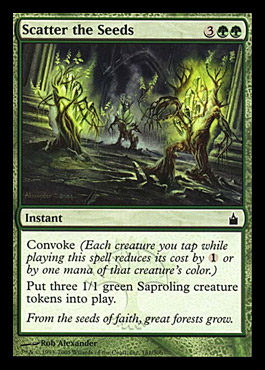 Scatter the Seeds 3
Instant
Convoke (Each creature you tap while
playing this spell reduces its cost by 1 or
by one mana of that creature's color.)
Put three 1/1 green Saproling creature
tokens into play.
From the seeds of faith, great forests grow.
Rob Alexander